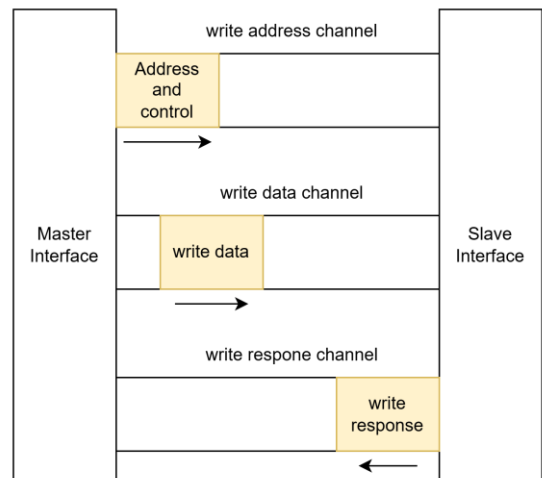 write address channel
Address
and
control
write data channel
Master
Interface
write data
Slave
Interface
write respone channel
write
response